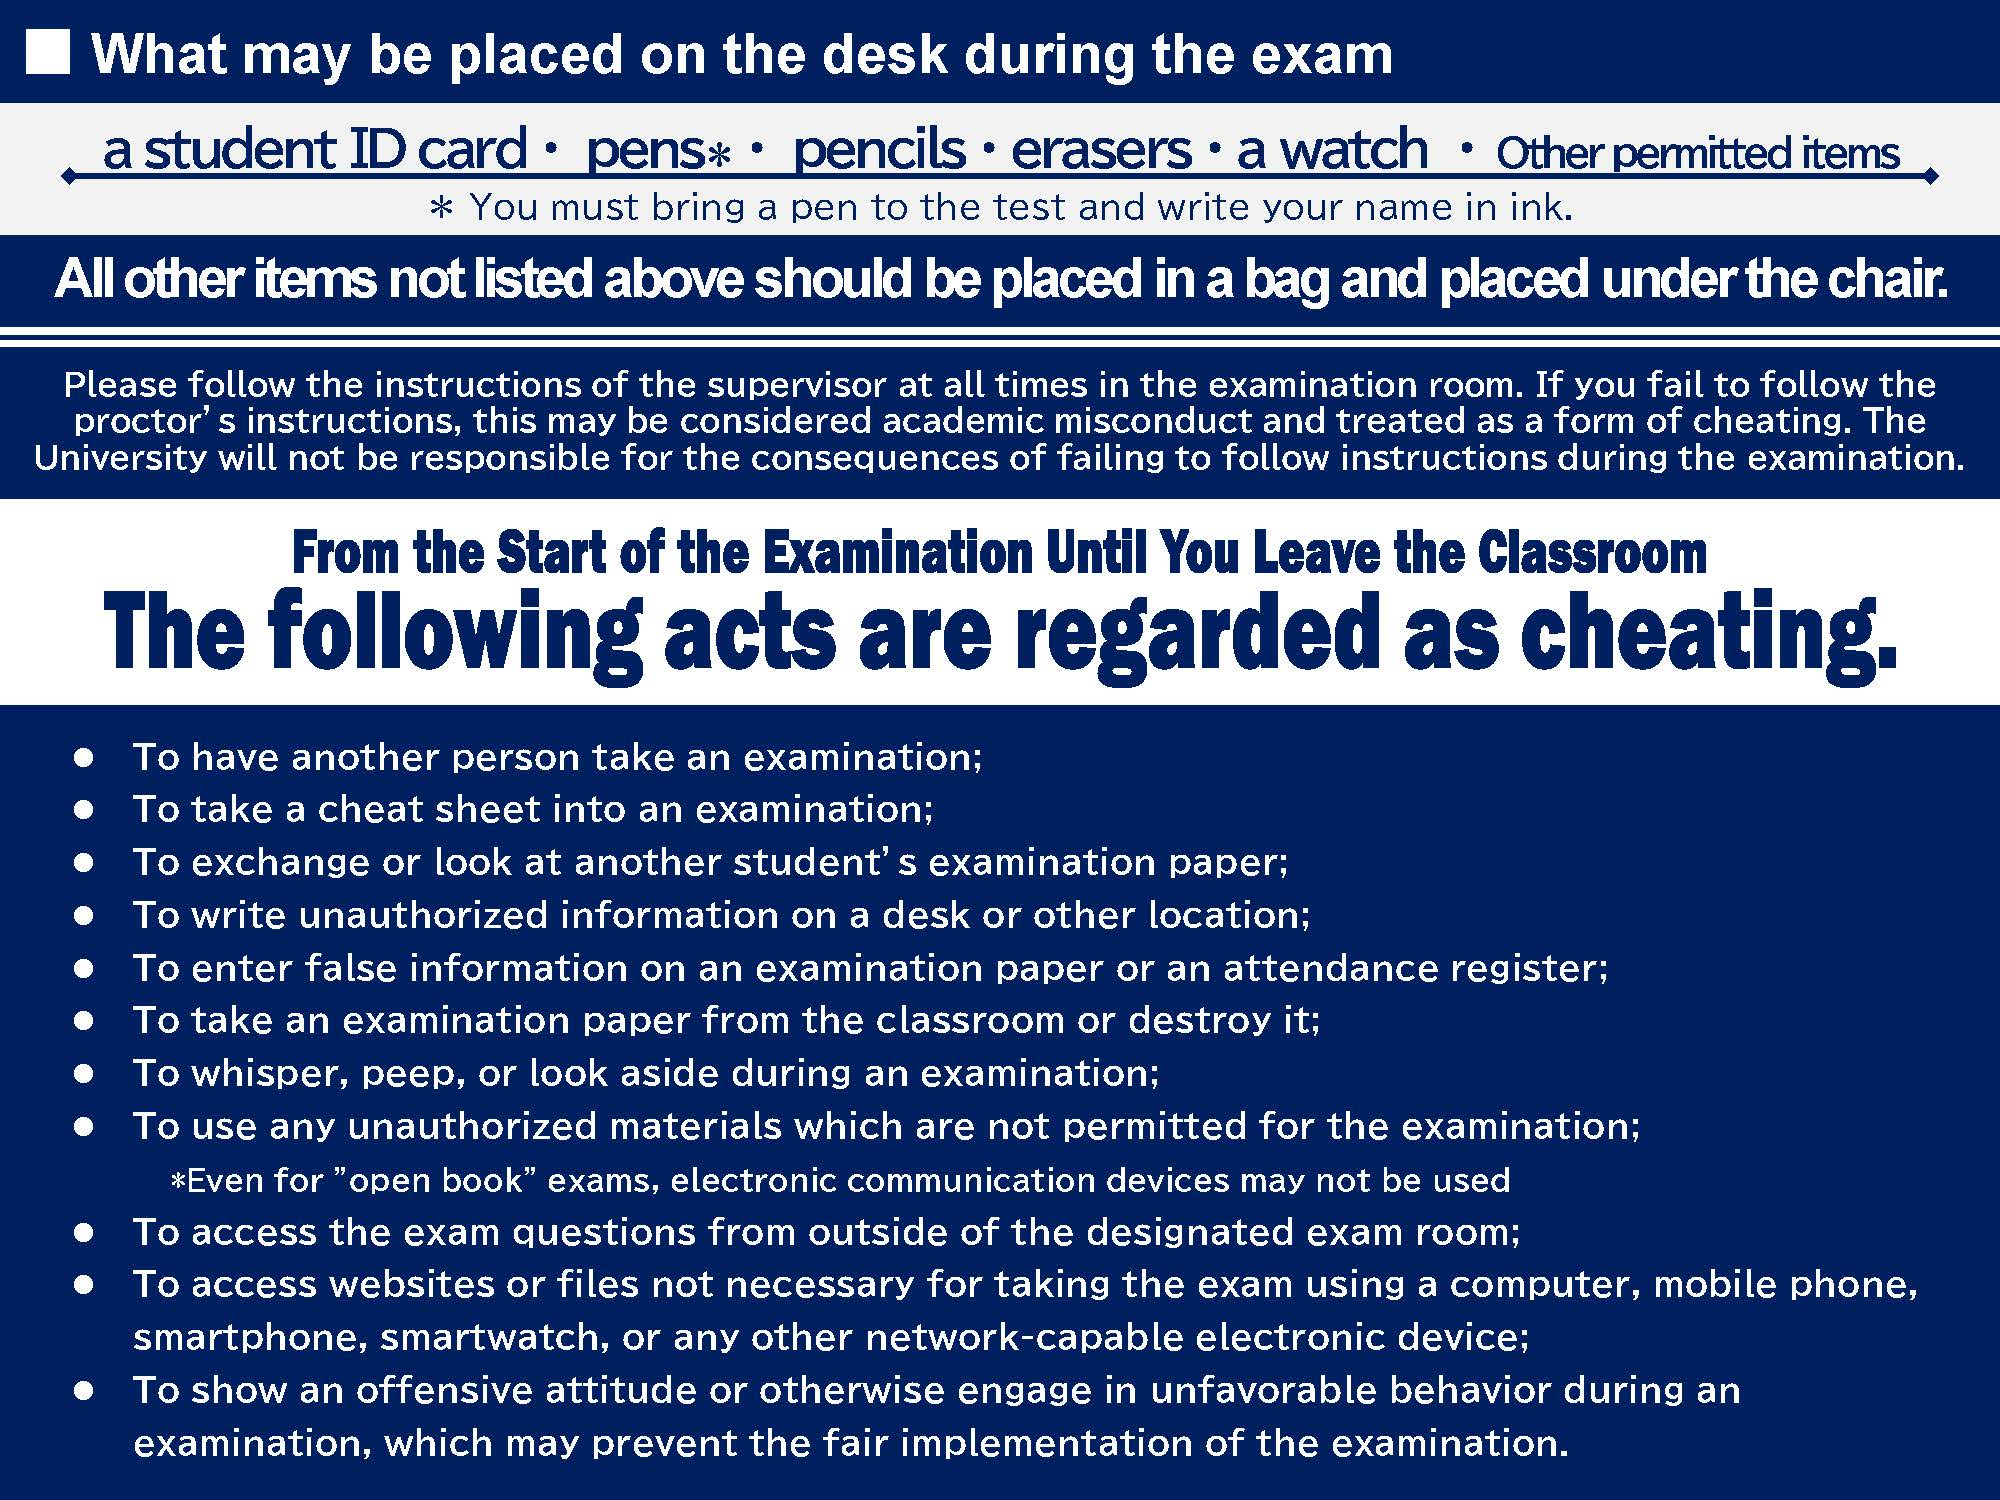 ■ What may be placed on the desk during the exam
a student ID card・ pens*・ pencils・erasers・a watch ・Other permitted items
* You must bring a pen to the test and write your name in ink.
All other items not listed above should be placed in a bag and placed under the chair.
Please follow the instructions of the supervisor at all times in the examination room. If you fail to follow the
proctor’s instructions, this may be considered academic misconduct and treated as a form of cheating. The
University will not be responsible for the consequences of failing to follow instructions during the examination.
From the Start of the Examination Until You Leave the Classroom
The following acts are regarded as cheating.
● To have another person take an examination;
● To take a cheat sheet into an examination;
● To exchange or look at another student’s examination paper;
● To write unauthorized information on a desk or other location;
● To enter false information on an examination paper or an attendance register;
● To take an examination paper from the classroom or destroy it;
● To whisper, peep, or look aside during an examination;
● To use any unauthorized materials which are not permitted for the examination;
*Even for ”open book” exams, electronic communication devices may not be used
● To access the exam questions from outside of the designated exam room;
● To access websites or files not necessary for taking the exam using a computer, mobile phone,
smartphone, smartwatch, or any other network-capable electronic device;
● To show an offensive attitude or otherwise engage in unfavorable behavior during an
examination, which may prevent the fair implementation of the examination.